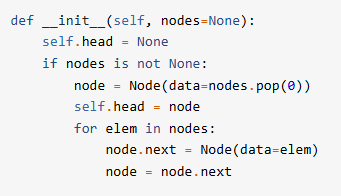 def __init__(self, nodes=None):
    self.head = None
    if nodes is not None:
        node = Node(data=nodes.pop(0))
        self.head = node
        for elem in nodes:
            node.next = Node(data=elem)
            node = node.next